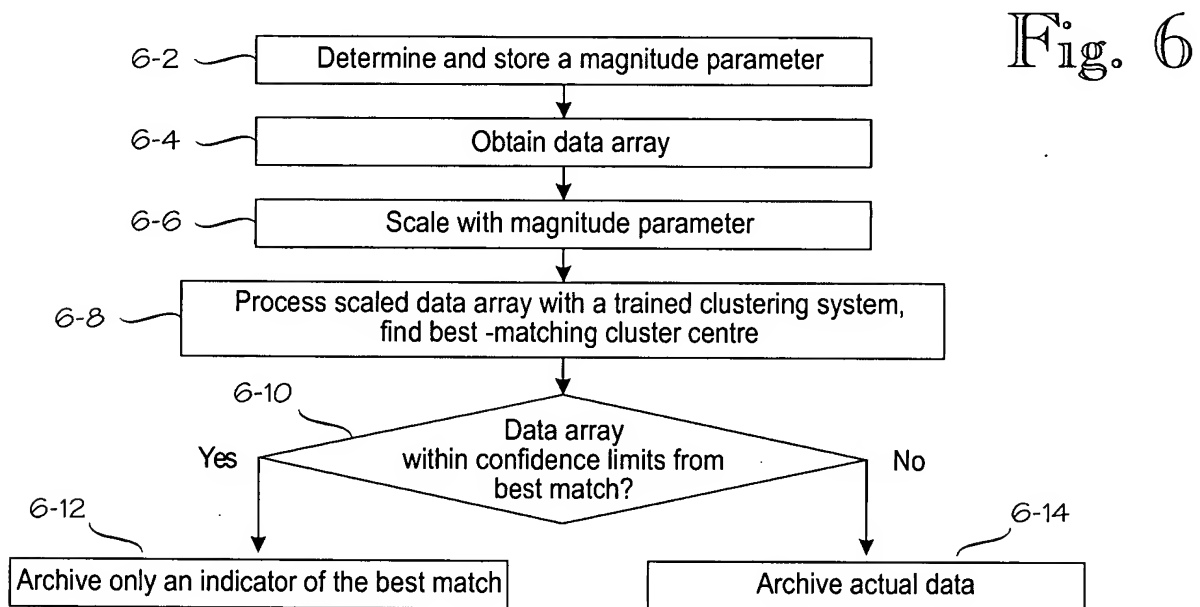 Fig. 6
6-2
Determine and store a magnitude parameter
6-4
Obtain data array
6-6
Scale with magnitude parameter
6-8
Process scaled data array with a trained clustering system,
find best -matching cluster centre
6-10
Data array
within confidence limits from
best match?
Yes
No
6-12
6-14
Archive only an indicator of the best match
Archive actual data